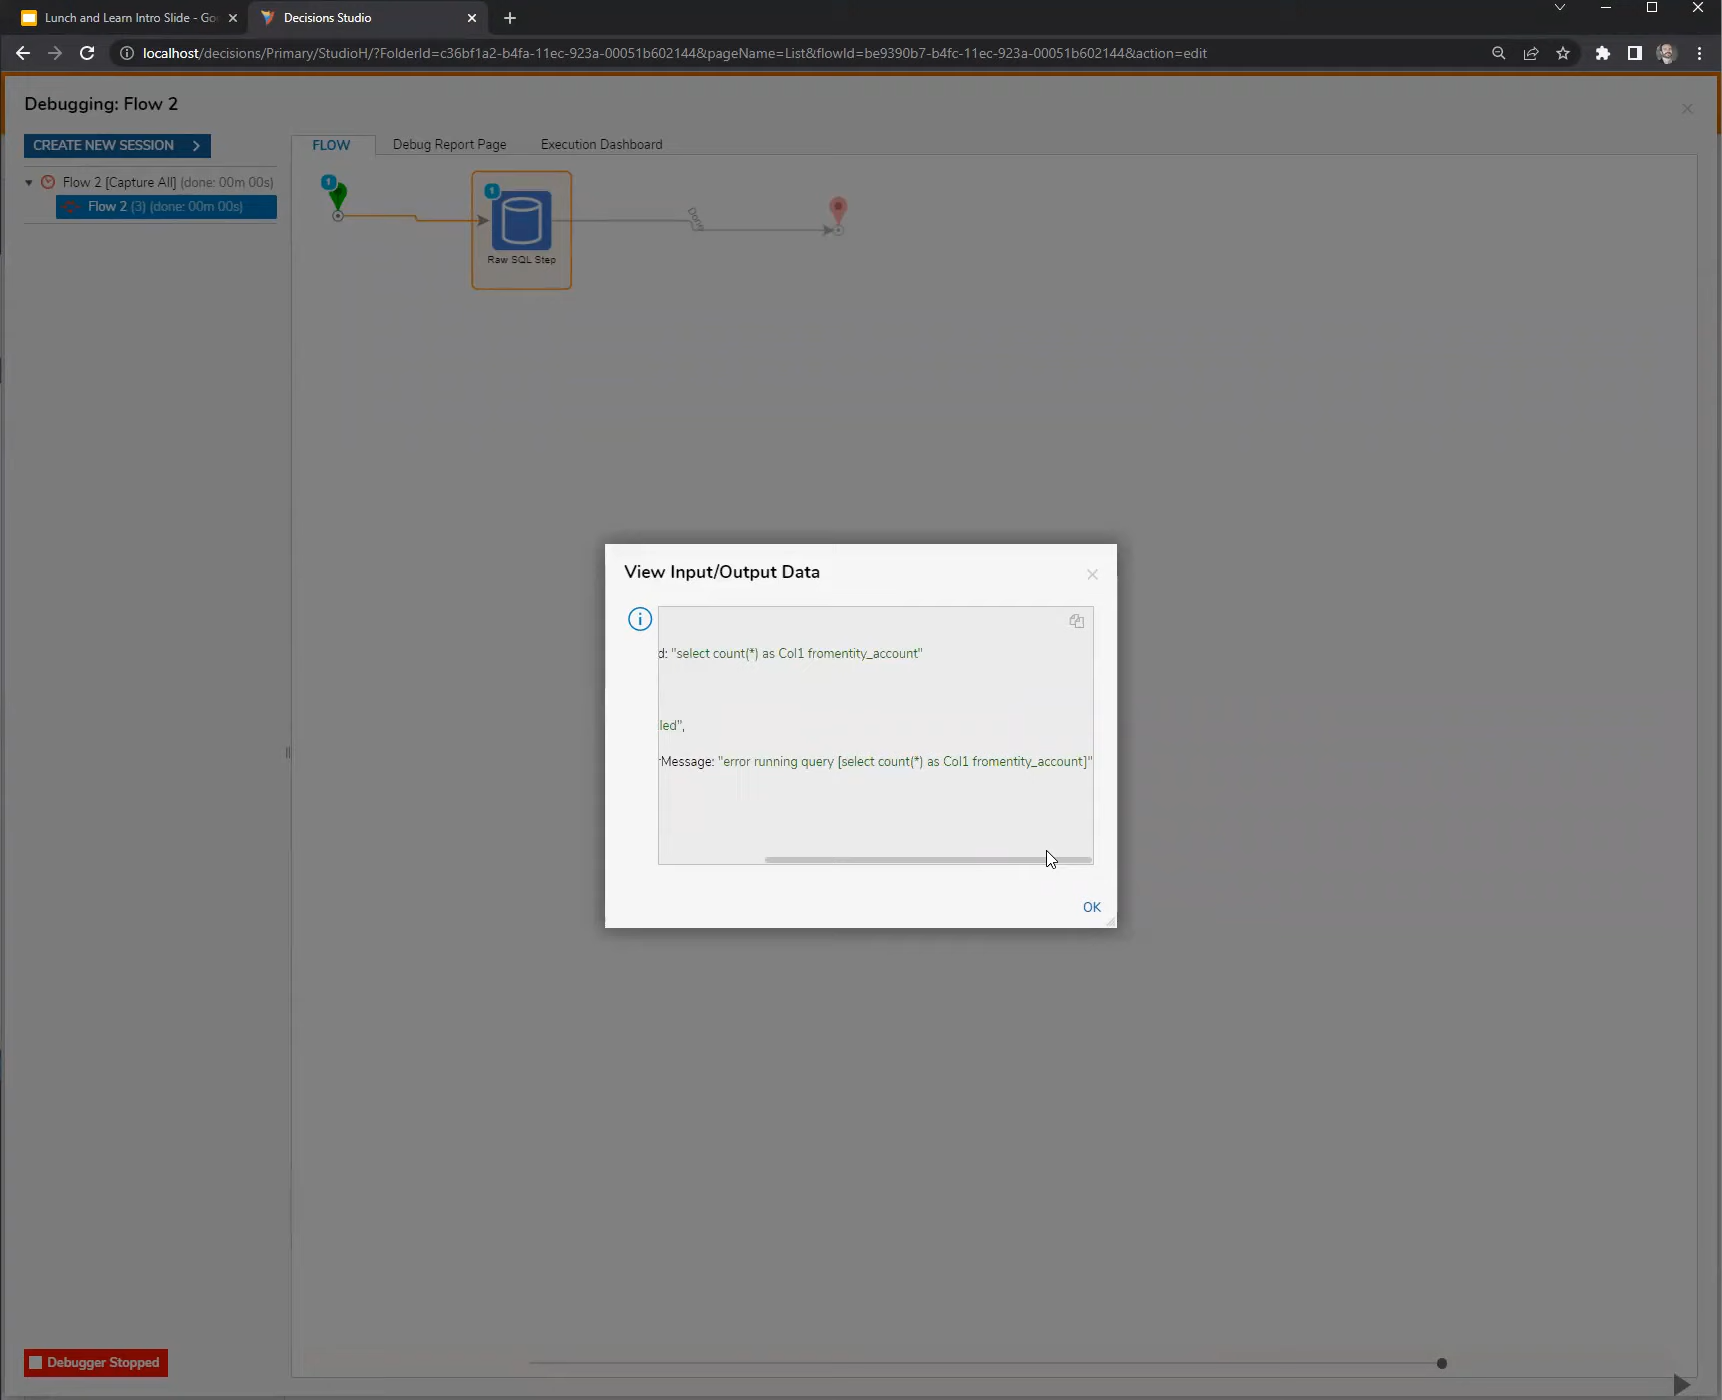 Lunch and Learn Intro Slide - Go
Decisions Studio
localhost/decisions/Primary/StudioH/?FolderId=c36bf1a2-b4fa-11ec-923a-00051b602144&pageName=List&flowId=be9390b7-b4fc-11ec-923a-00051b602144&action=edit
Debugging: Flow 2
CREATE NEW SESSION
FLOW
Debug Report Page
Execution Dashboard
Flow 2 [Capture All] (done: 00m 00s)
Flow 2 (3) (done: 00m 00s)
1
1
Raw SQL Step
Done
View Input/Output Data
d: "select count(*) as Col1 fromentity_account"
led",
rMessage: "error running query [select count(*) as Col1 fromentity_account]"
OK
Debugger Stopped